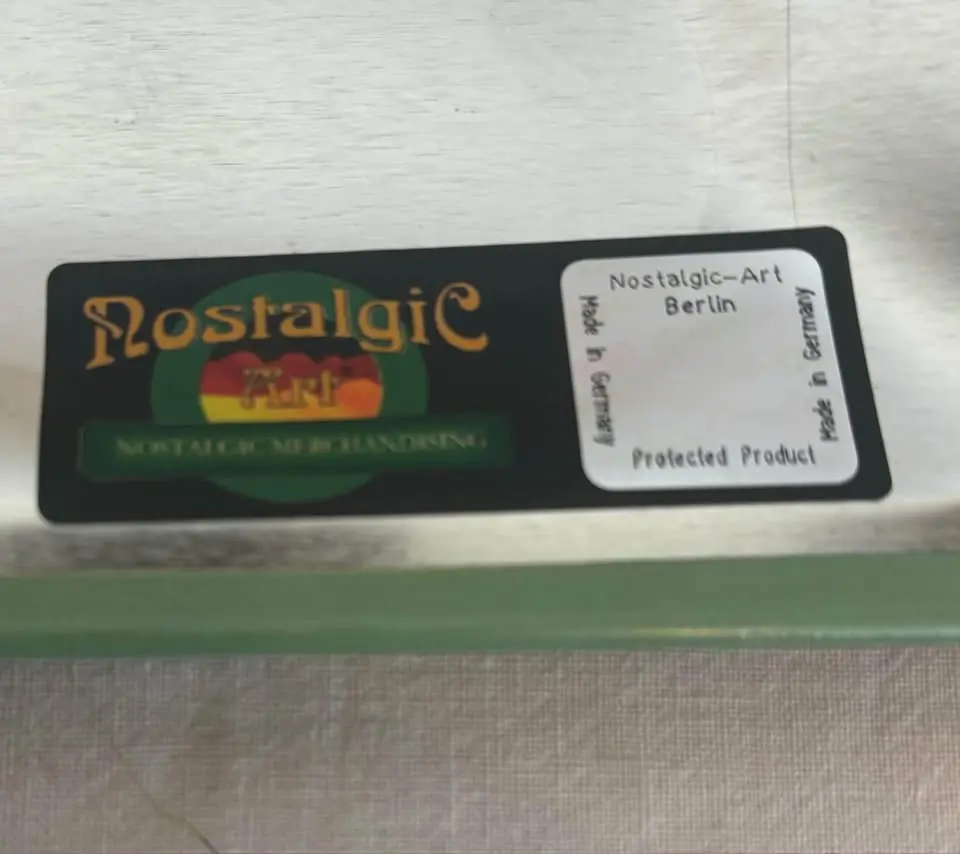 Nostalgic
Art
NOSTALGIC MERCHANDISING
Nostalgic-Art
Berlin
Made in Germany
Made in Germany
Protected Product